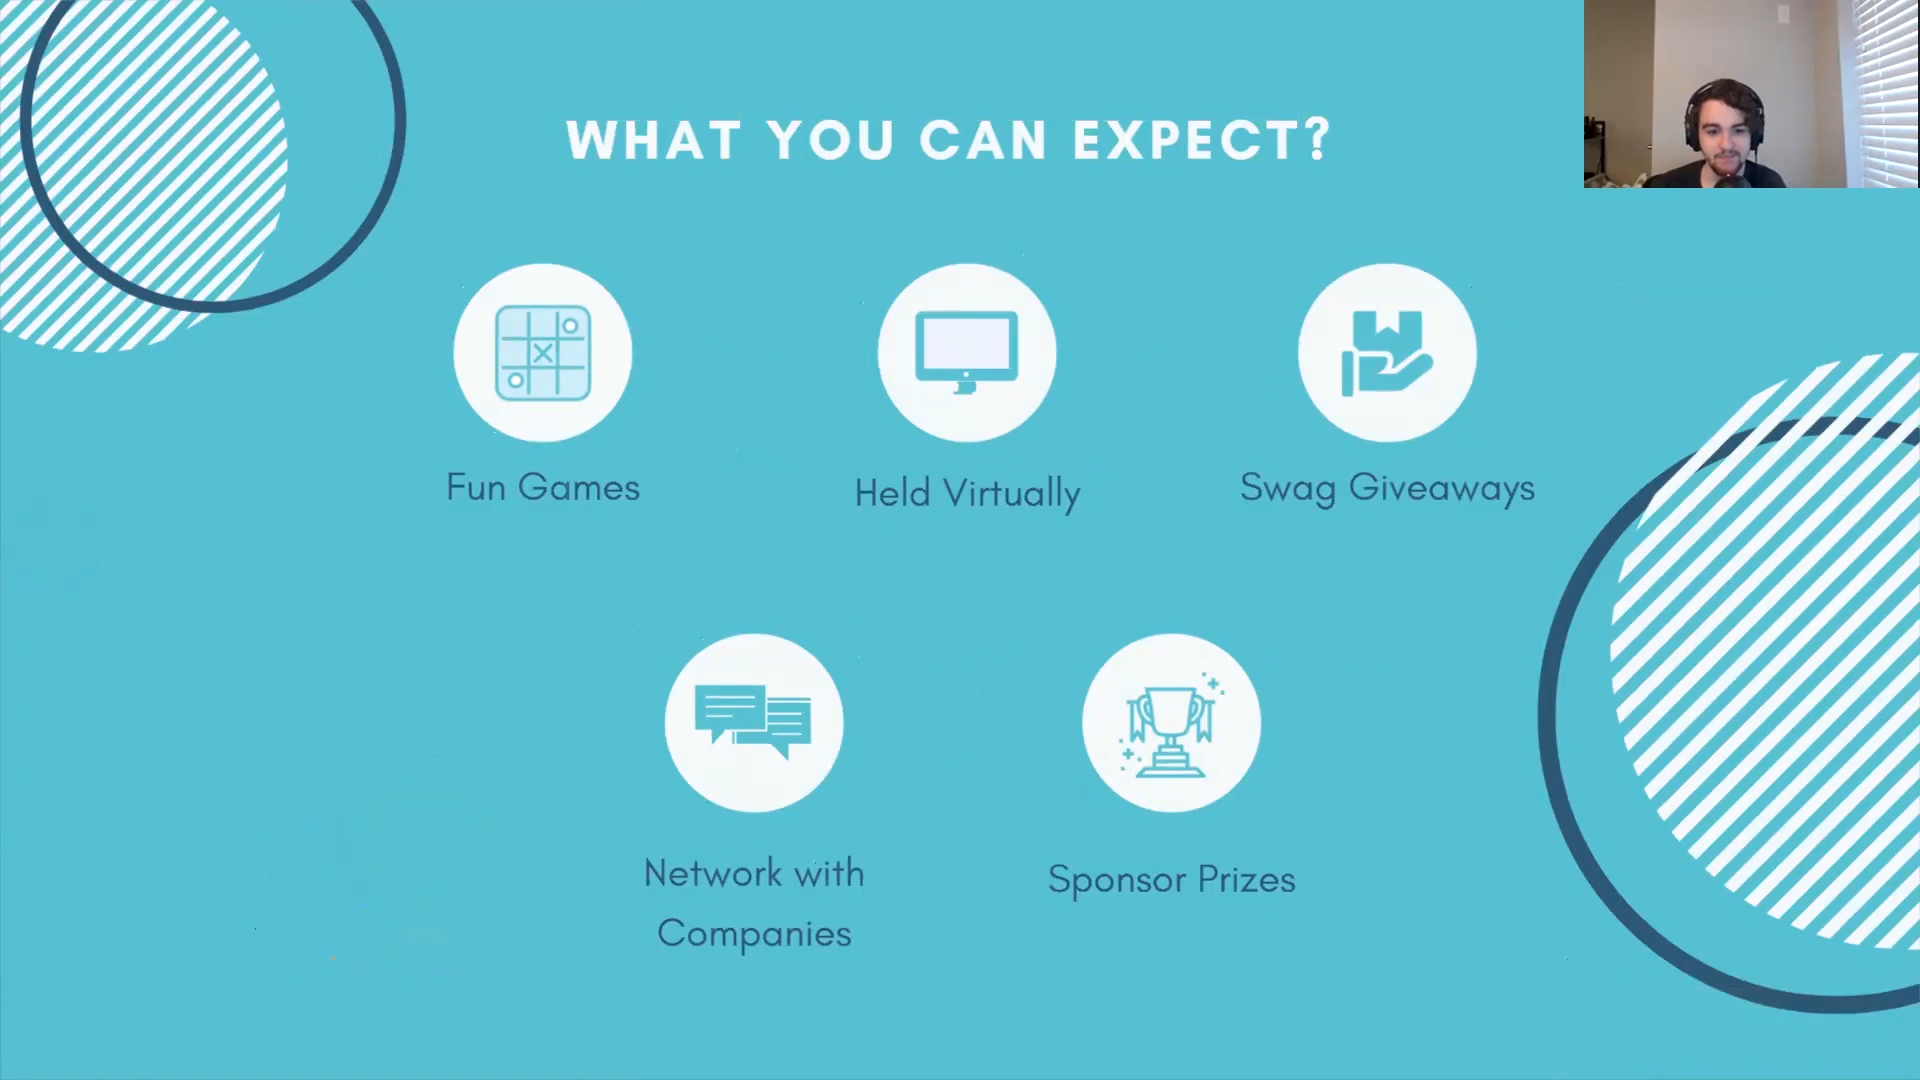 WHAT YOU CAN EXPECT?
Fun Games
Held Virtually
Swag Giveaways
Network with
Companies
Sponsor Prizes